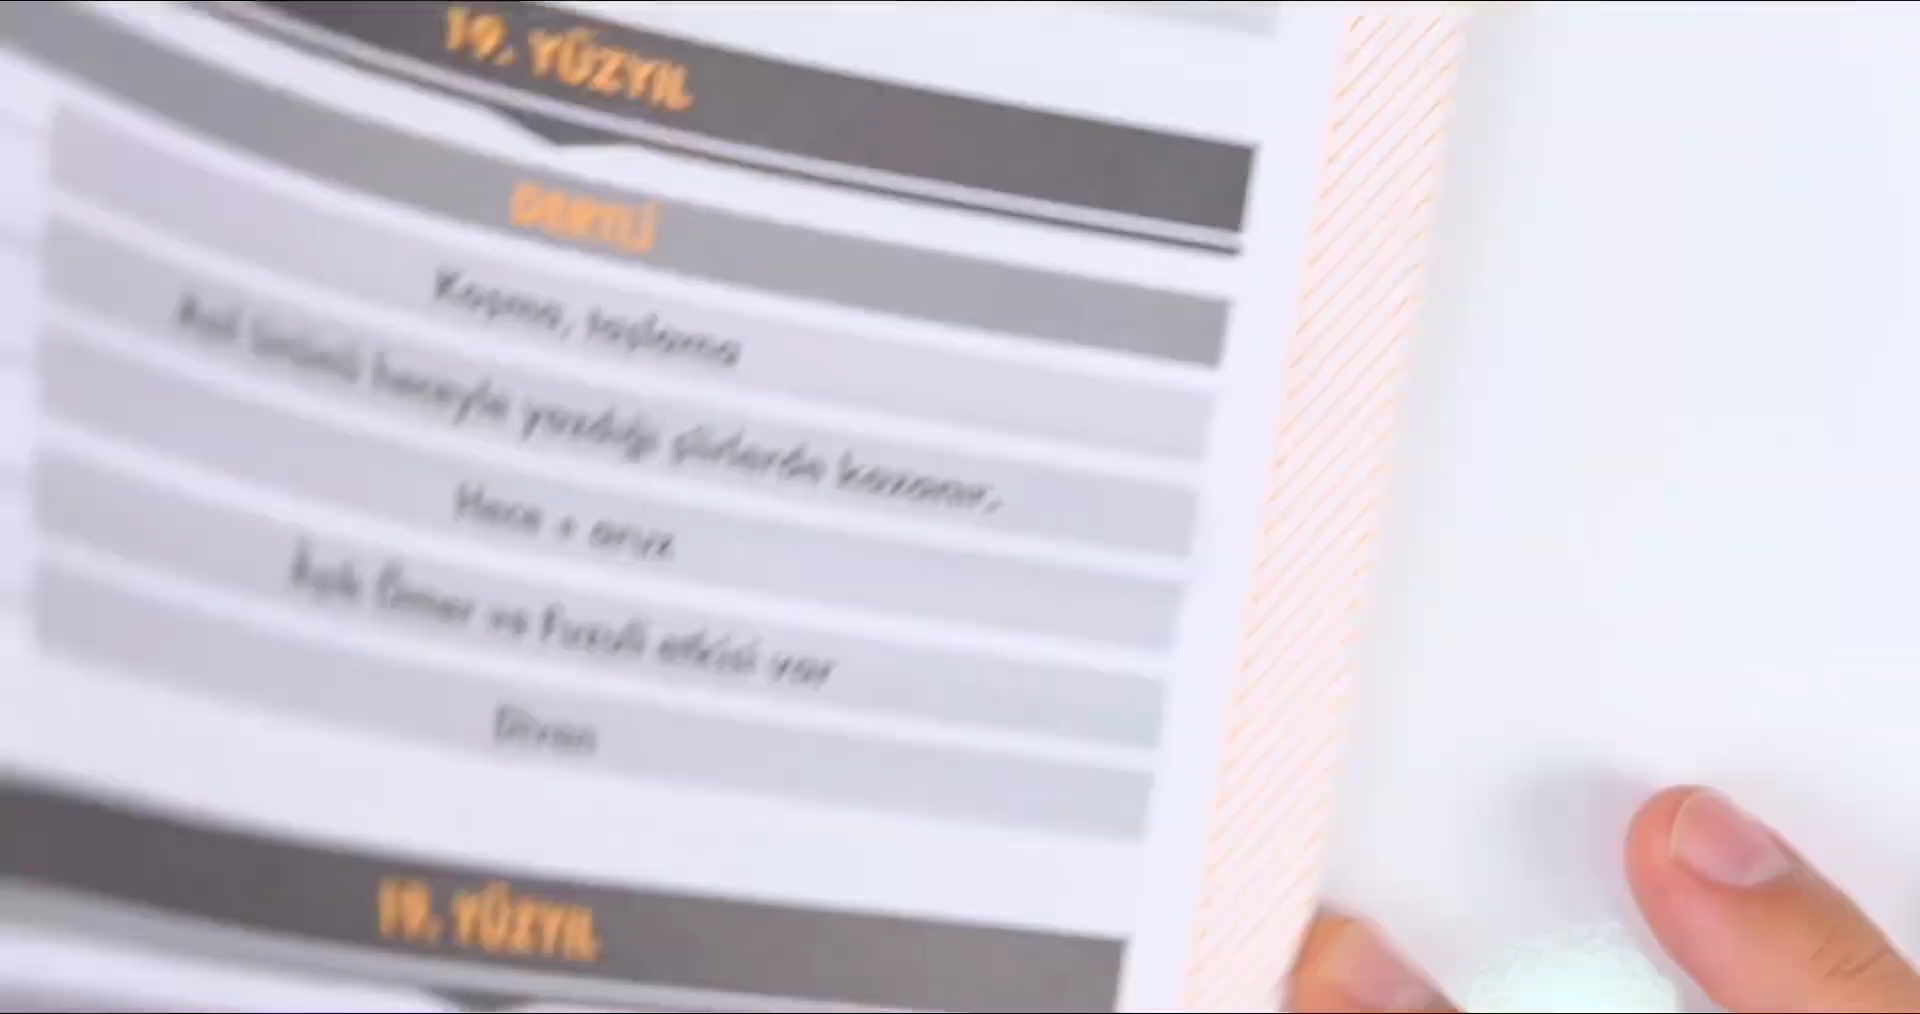 19. YÜZYIL
DERTLİ
Koşma, taşlama
Asıl ününü heceyle yazdığı şiirlerde kazanır.
Hece + aruz
Âşık Ömer ve Fuzuli etkisi var
Divan
19. YÜZYIL